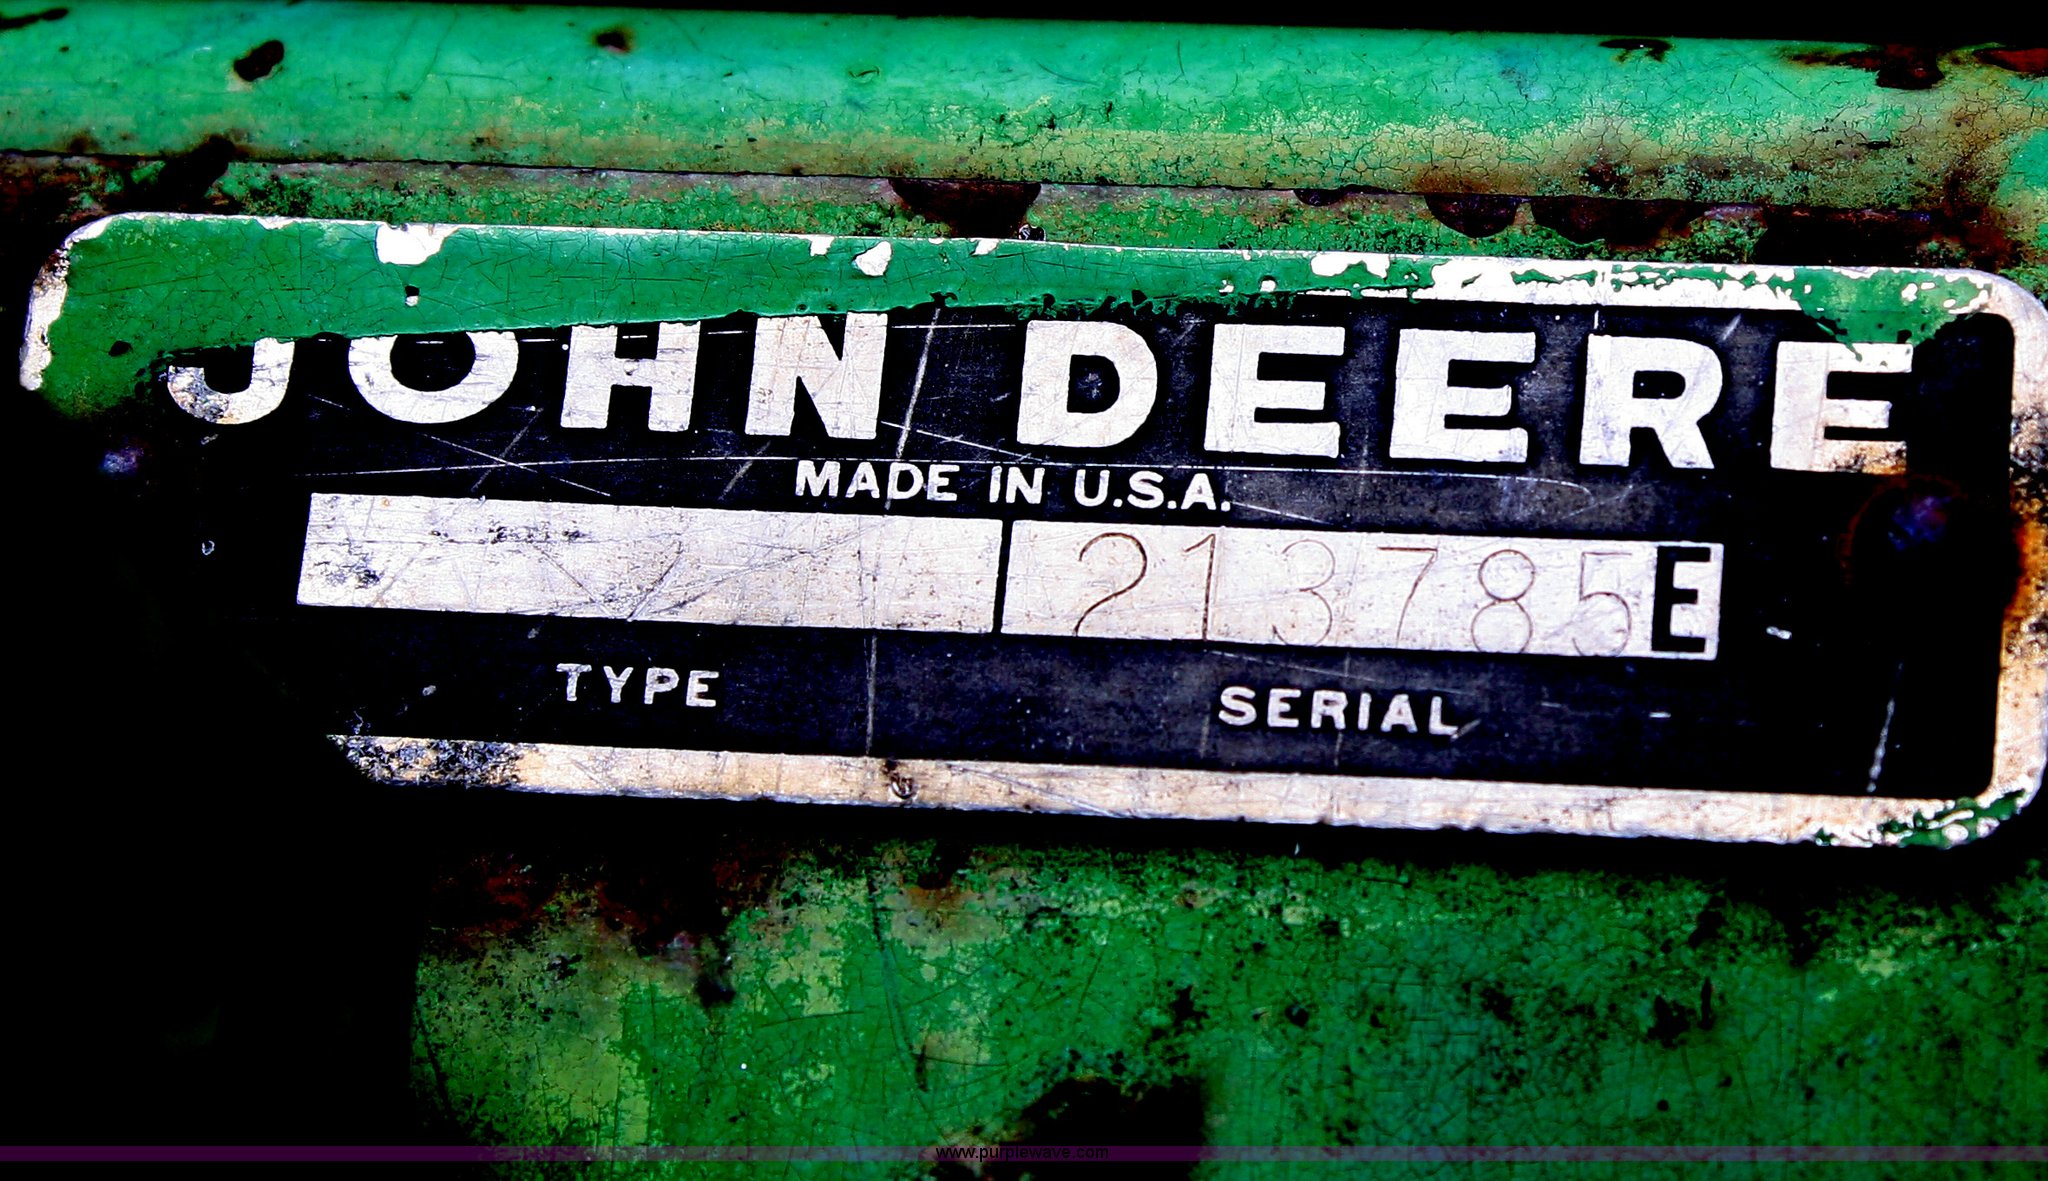 JOHN DEERE
MADE IN U.S.A.
213785E
TYPE SERIAL
www.purplewave.com